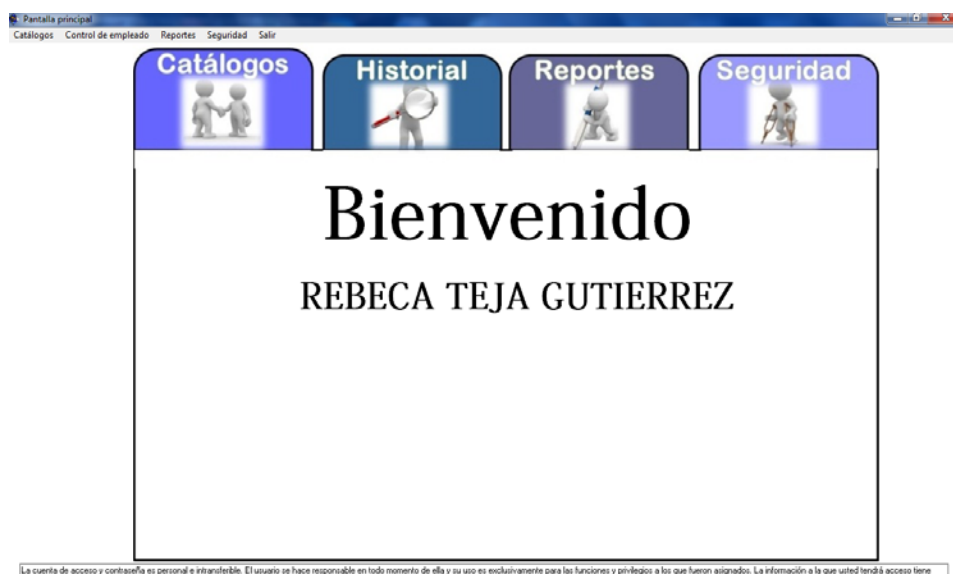 Pantalla principal
Catálogos Control de empleado Reportes Seguridad Salir
Catálogos Historial Reportes Seguridad
Bienvenido
REBECA TEJA GUTIERREZ
La cuenta de acceso y contraseña es personal e intransferible. El usuario se hace responsable en todo momento de ella y su uso es exclusivamente para las funciones y privilegios a los que fueron asignados. La información a la que usted tendrá acceso tiene